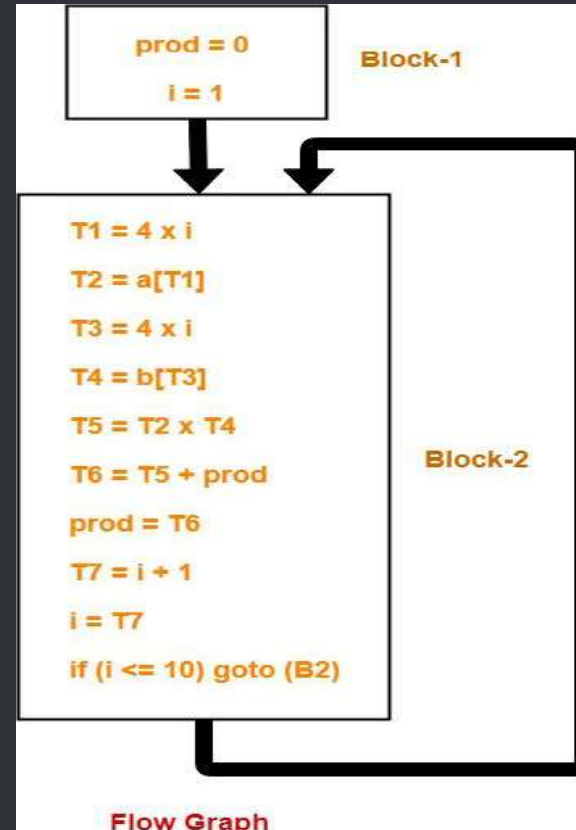 prod = 0
Block-1
i = 1
T1 = 4 x i
T2 = a[T1]
T3 = 4 x i
T4 = b[T3]
T5 = T2 x T4
Block-2
T6 = T5 + prod
prod = T6
T7 = i + 1
i = T7
if (i <= 10) goto (B2)
Flow Graph